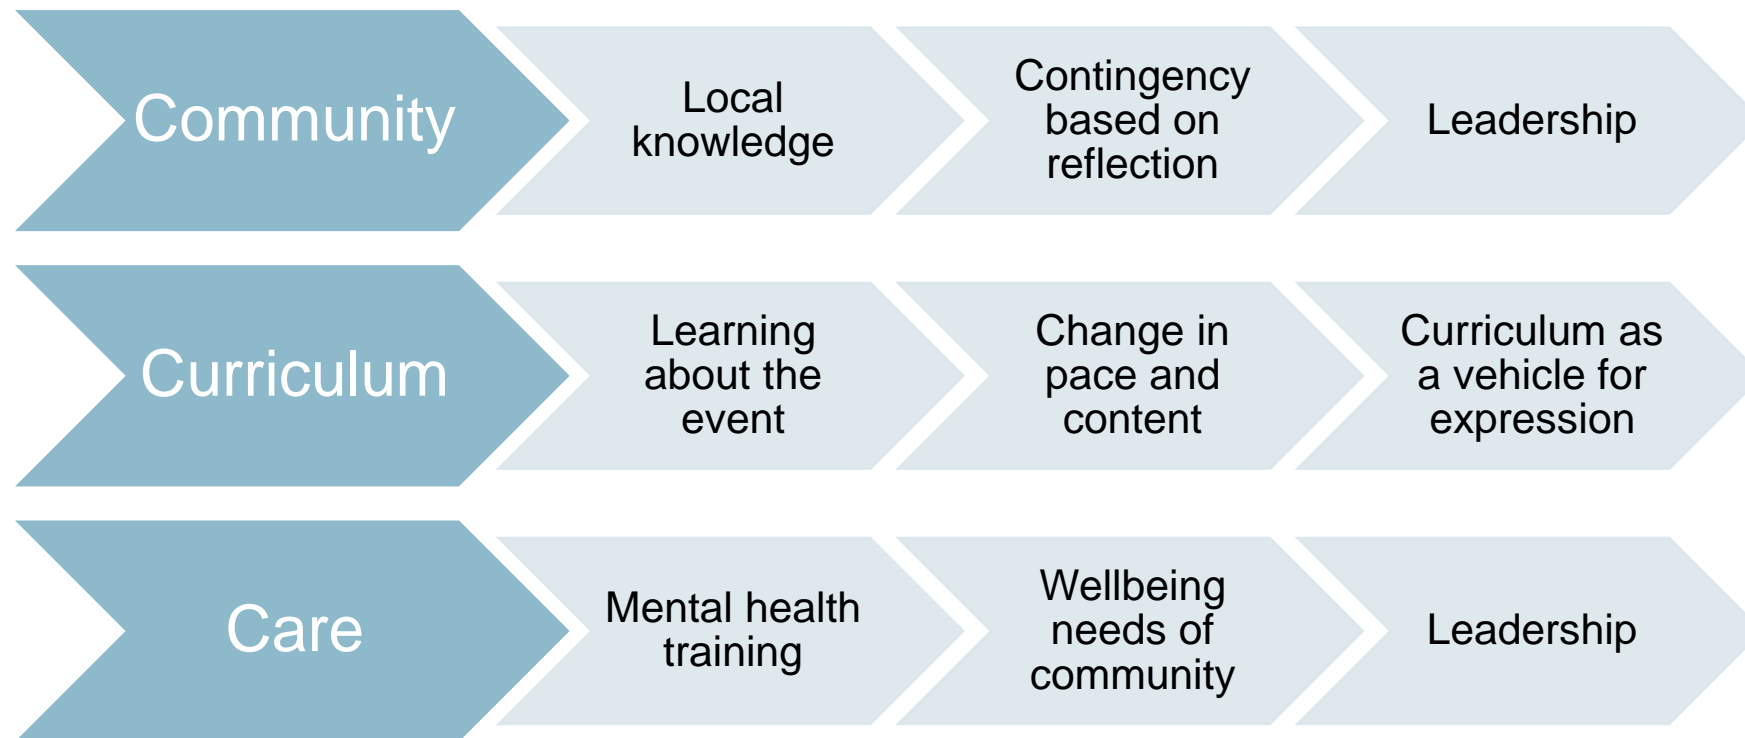 Community
Local
knowledge
Contingency
based on
reflection
Leadership
Curriculum
Learning
about the
event
Change in
pace and
content
Curriculum as
a vehicle for
expression
Care
Mental health
training
Wellbeing
needs of
community
Leadership